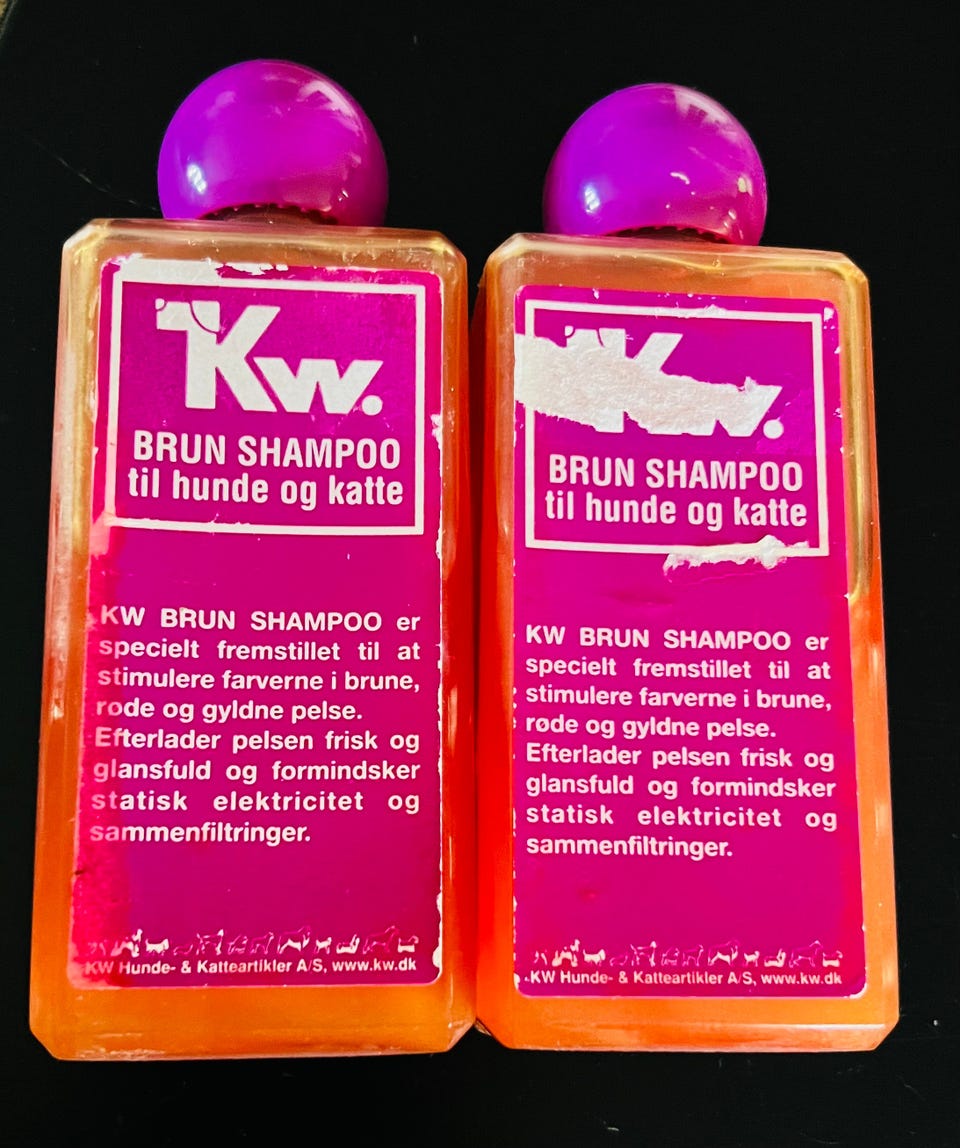 Kw.
BRUN SHAMPOO
til hunde og katte
KW BRUN SHAMPOO er
specielt fremstillet til at
stimulere farverne i brune,
røde og gyldne pelse.
Efterlader pelsen frisk og
glansfuld og formindsker
statisk elektricitet og
sammenfiltringer.
KW Hunde- & Katteartikler A/S, www.kw.dk
Kw.
BRUN SHAMPOO
til hunde og katte
KW BRUN SHAMPOO er
specielt fremstillet til at
stimulere farverne i brune,
røde og gyldne pelse.
Efterlader pelsen frisk og
glansfuld og formindsker
statisk elektricitet og
sammenfiltringer.
KW Hunde- & Katteartikler A/S, www.kw.dk